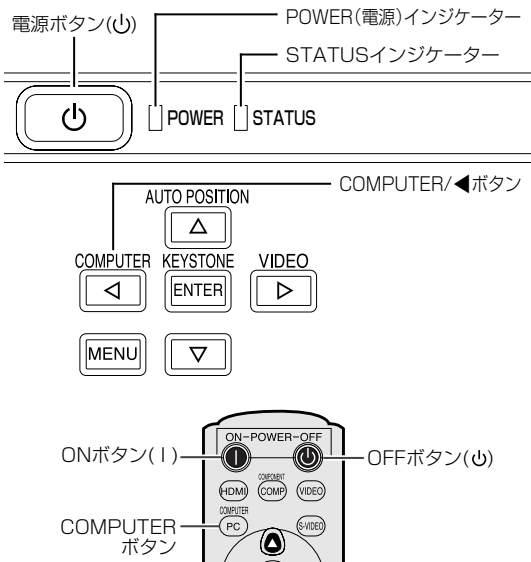 電源ボタン(⏻)
POWER(電源)インジケーター
STATUSインジケーター
POWER STATUS
COMPUTER/◀ボタン
AUTO POSITION
△
COMPUTER KEYSTONE VIDEO
◁ ENTER ▷
MENU ▽
ON-POWER-OFF
ONボタン(I)
OFFボタン(⏻)
COMPONENT
HDMI COMP VIDEO
COMPUTER
PC S-VIDEO
COMPUTER
ボタン